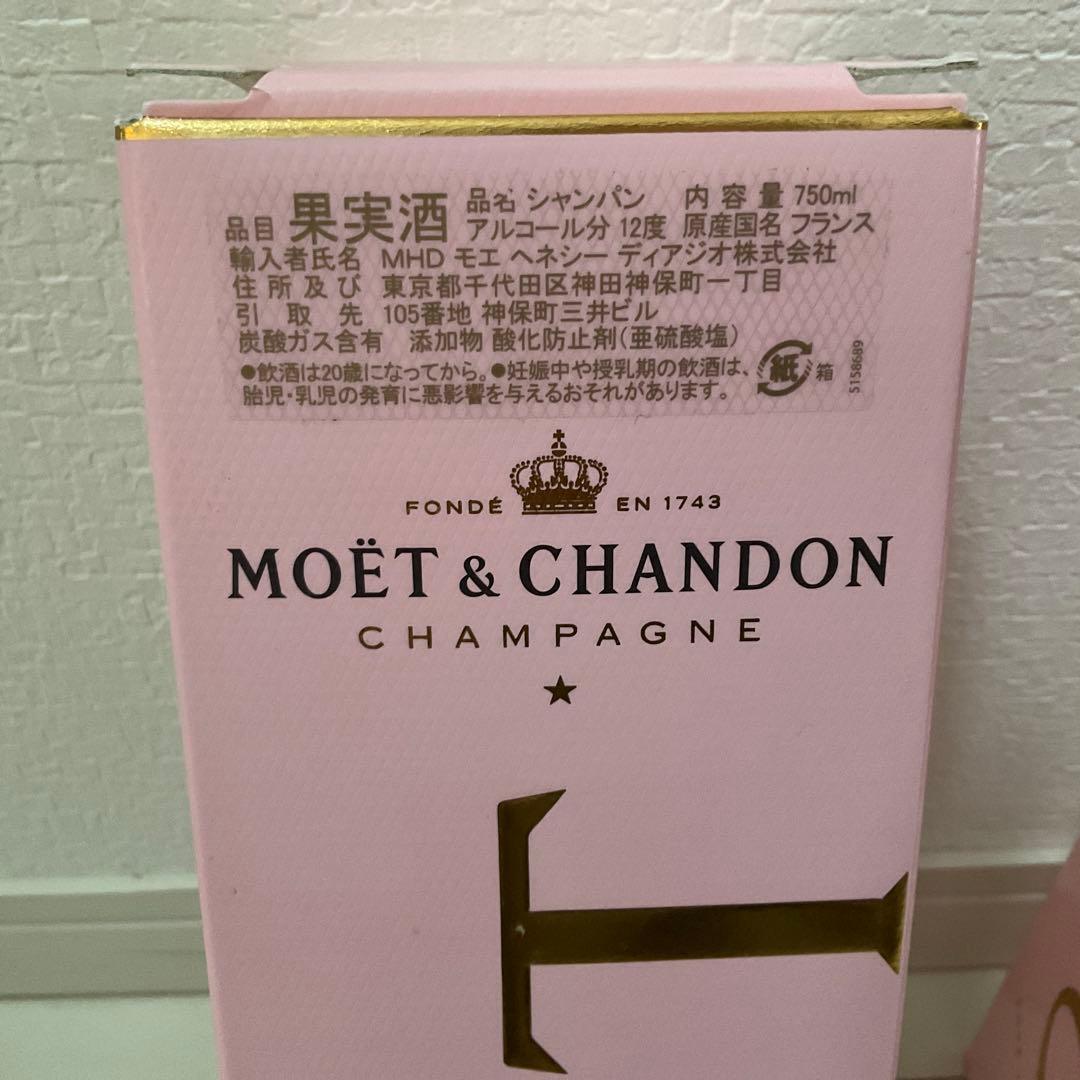 品目 果実酒 品名 シャンパン 内容量 750ml
アルコール分 12度 原産国名 フランス
輸入者氏名 MHD モエ ヘネシー ディアジオ株式会社
住所及び 東京都千代田区神田神保町一丁目
引取先 105番地 神保町三井ビル
炭酸ガス含有 添加物 酸化防止剤(亜硫酸塩)
●飲酒は20歳になってから。●妊娠中や授乳期の飲酒は、
胎児・乳児の発育に悪影響を与えるおそれがあります。
紙 箱
5158689
FONDÉ EN 1743
MOËT & CHANDON
CHAMPAGNE
T